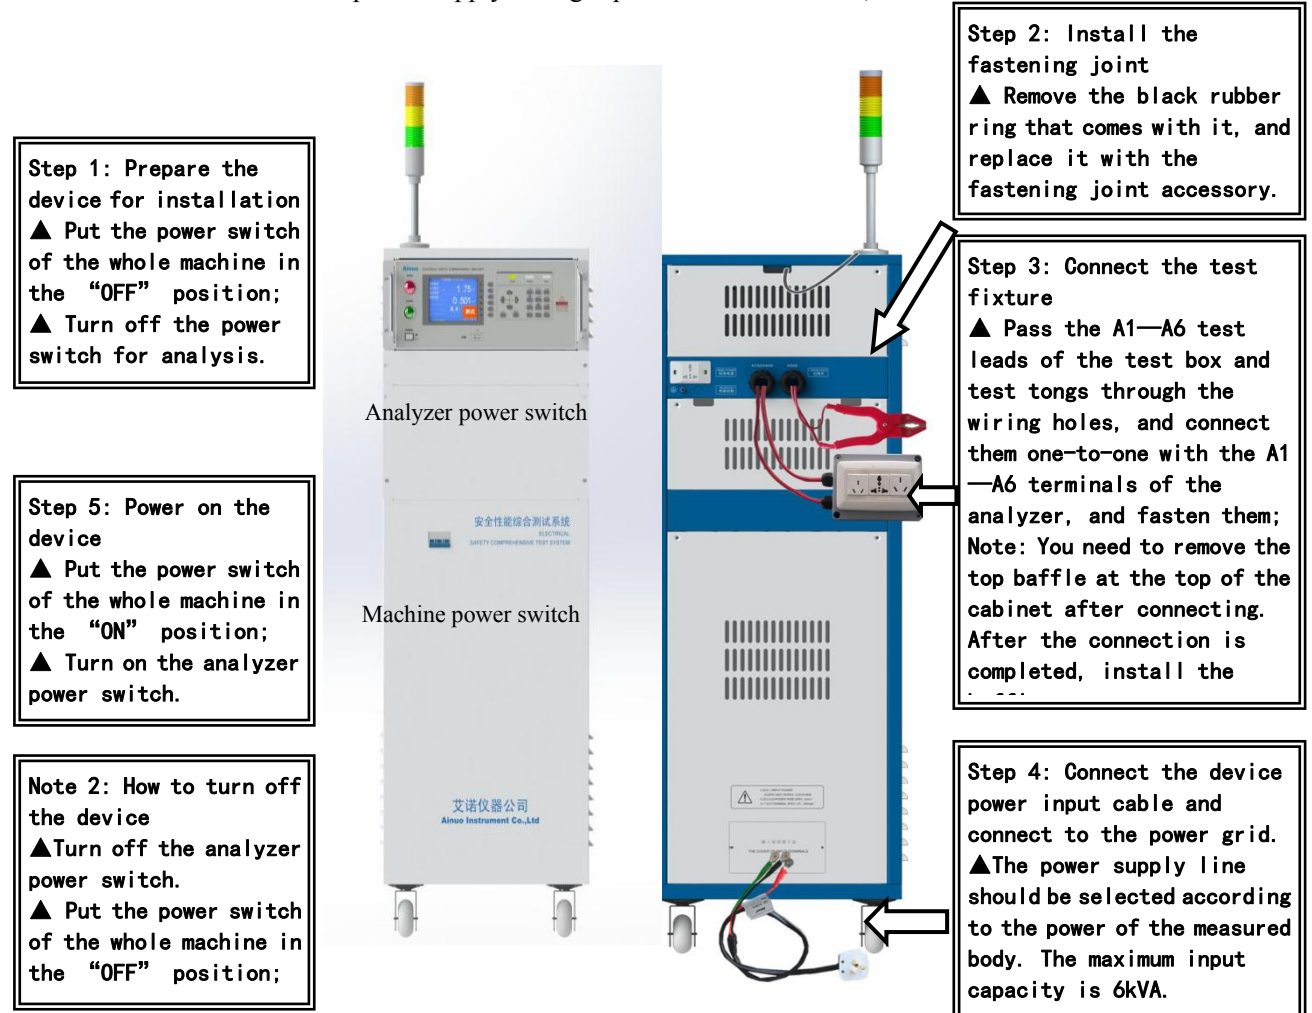 Step 1: Prepare the
device for installation
▲ Put the power switch
of the whole machine in
the “OFF” position;
▲ Turn off the power
switch for analysis.
Step 5: Power on the
device
▲ Put the power switch
of the whole machine in
the “ON” position;
▲ Turn on the analyzer
power switch.
Note 2: How to turn off
the device
▲Turn off the analyzer
power switch.
▲ Put the power switch
of the whole machine in
the “OFF” position;
Ainuo
1.75
0.501
Analyzer power switch
安全性能综合测试系统
ELECTRICAL
SAFETY COMPREHENSIVE TEST SYSTEM
Machine power switch
艾诺仪器公司
Ainuo Instrument Co.,Ltd
Step 2: Install the
fastening joint
▲ Remove the black rubber
ring that comes with it, and
replace it with the
fastening joint accessory.
Step 3: Connect the test
fixture
▲ Pass the A1—A6 test
leads of the test box and
test tongs through the
wiring holes, and connect
them one-to-one with the A1
—A6 terminals of the
analyzer, and fasten them;
Note: You need to remove the
top baffle at the top of the
cabinet after connecting.
After the connection is
completed, install the
Step 4: Connect the device
power input cable and
connect to the power grid.
▲The power supply line
should be selected according
to the power of the measured
body. The maximum input
capacity is 6kVA.